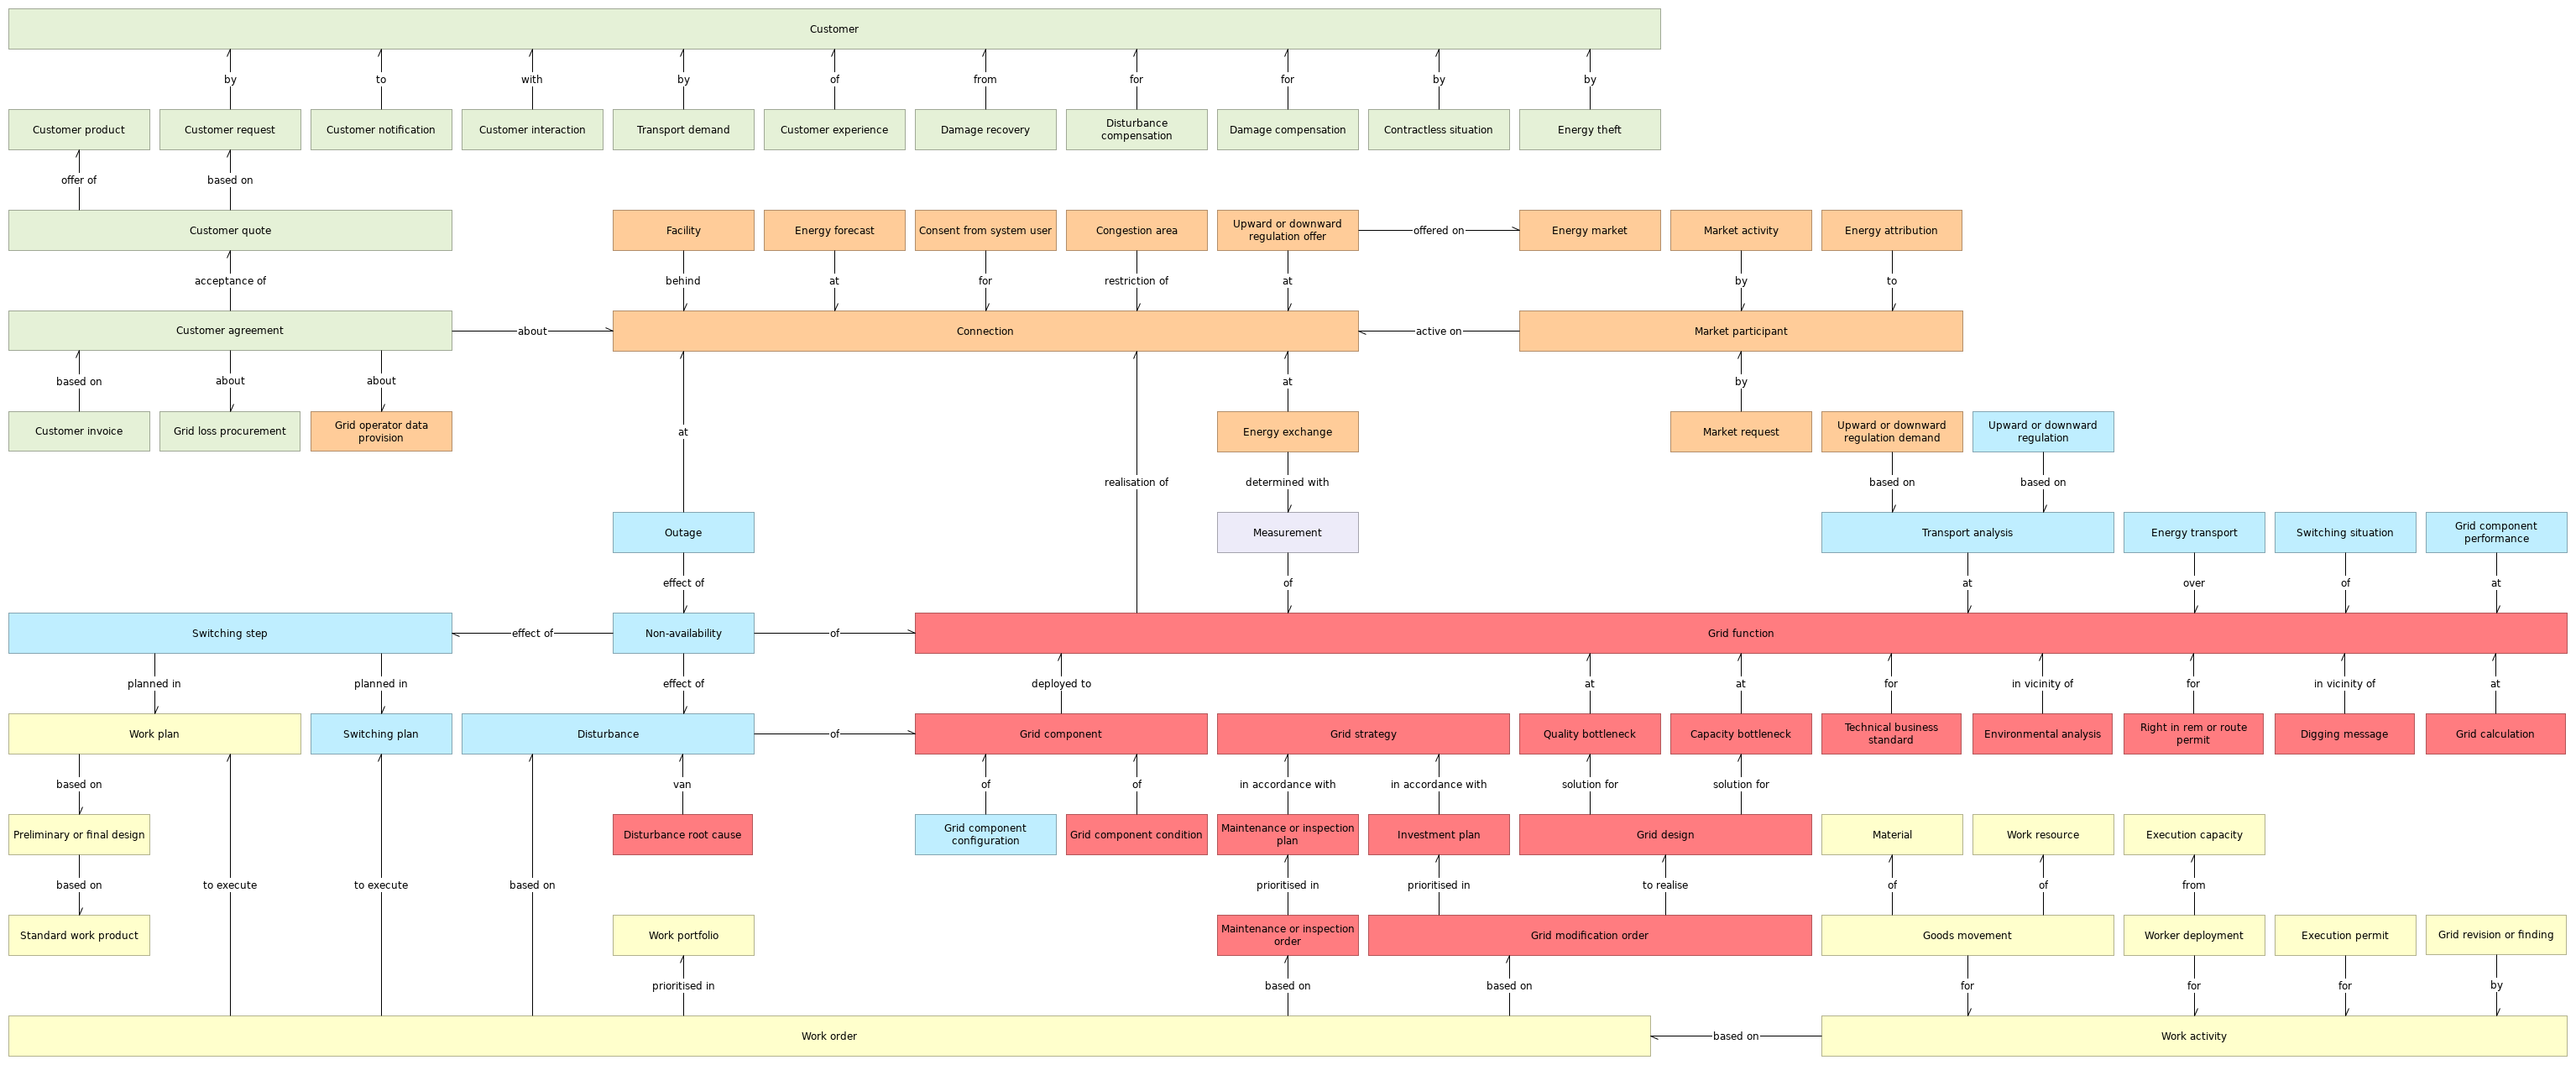 Customer
by
to
with
by
of
from
for
for
by
by
Customer product
Customer request
Customer notification
Customer interaction
Transport demand
Customer experience
Damage recovery
Disturbance
compensation
Damage compensation
Contractless situation
Energy theft
offer of
based on
Customer quote
Facility
Energy forecast
Consent from system user
Congestion area
Upward or downward
regulation offer
offered on
Energy market
Market activity
Energy attribution
acceptance of
behind
at
for
restriction of
at
by
to
Customer agreement
about
Connection
active on
Market participant
based on
about
about
at
by
Customer invoice
Grid loss procurement
Grid operator data
provision
at
Energy exchange
Market request
Upward or downward
regulation demand
Upward or downward
regulation
realisation of
determined with
based on
based on
Outage
Measurement
Transport analysis
Energy transport
Switching situation
Grid component
performance
effect of
of
at
over
of
at
Switching step
effect of
Non-availability
of
Grid function
planned in
planned in
effect of
deployed to
at
at
for
in vicinity of
for
in vicinity of
at
Work plan
Switching plan
Disturbance
of
Grid component
Grid strategy
Quality bottleneck
Capacity bottleneck
Technical business
standard
Environmental analysis
Right in rem or route
permit
Digging message
Grid calculation
based on
van
of
of
in accordance with
in accordance with
solution for
solution for
Preliminary or final design
Disturbance root cause
Grid component
configuration
Grid component condition
Maintenance or inspection
plan
Investment plan
Grid design
Material
Work resource
Execution capacity
based on
to execute
to execute
based on
prioritised in
prioritised in
to realise
of
of
from
Standard work product
Work portfolio
Maintenance or inspection
order
Grid modification order
Goods movement
Worker deployment
Execution permit
Grid revision or finding
prioritised in
based on
based on
for
for
for
by
Work order
based on
Work activity